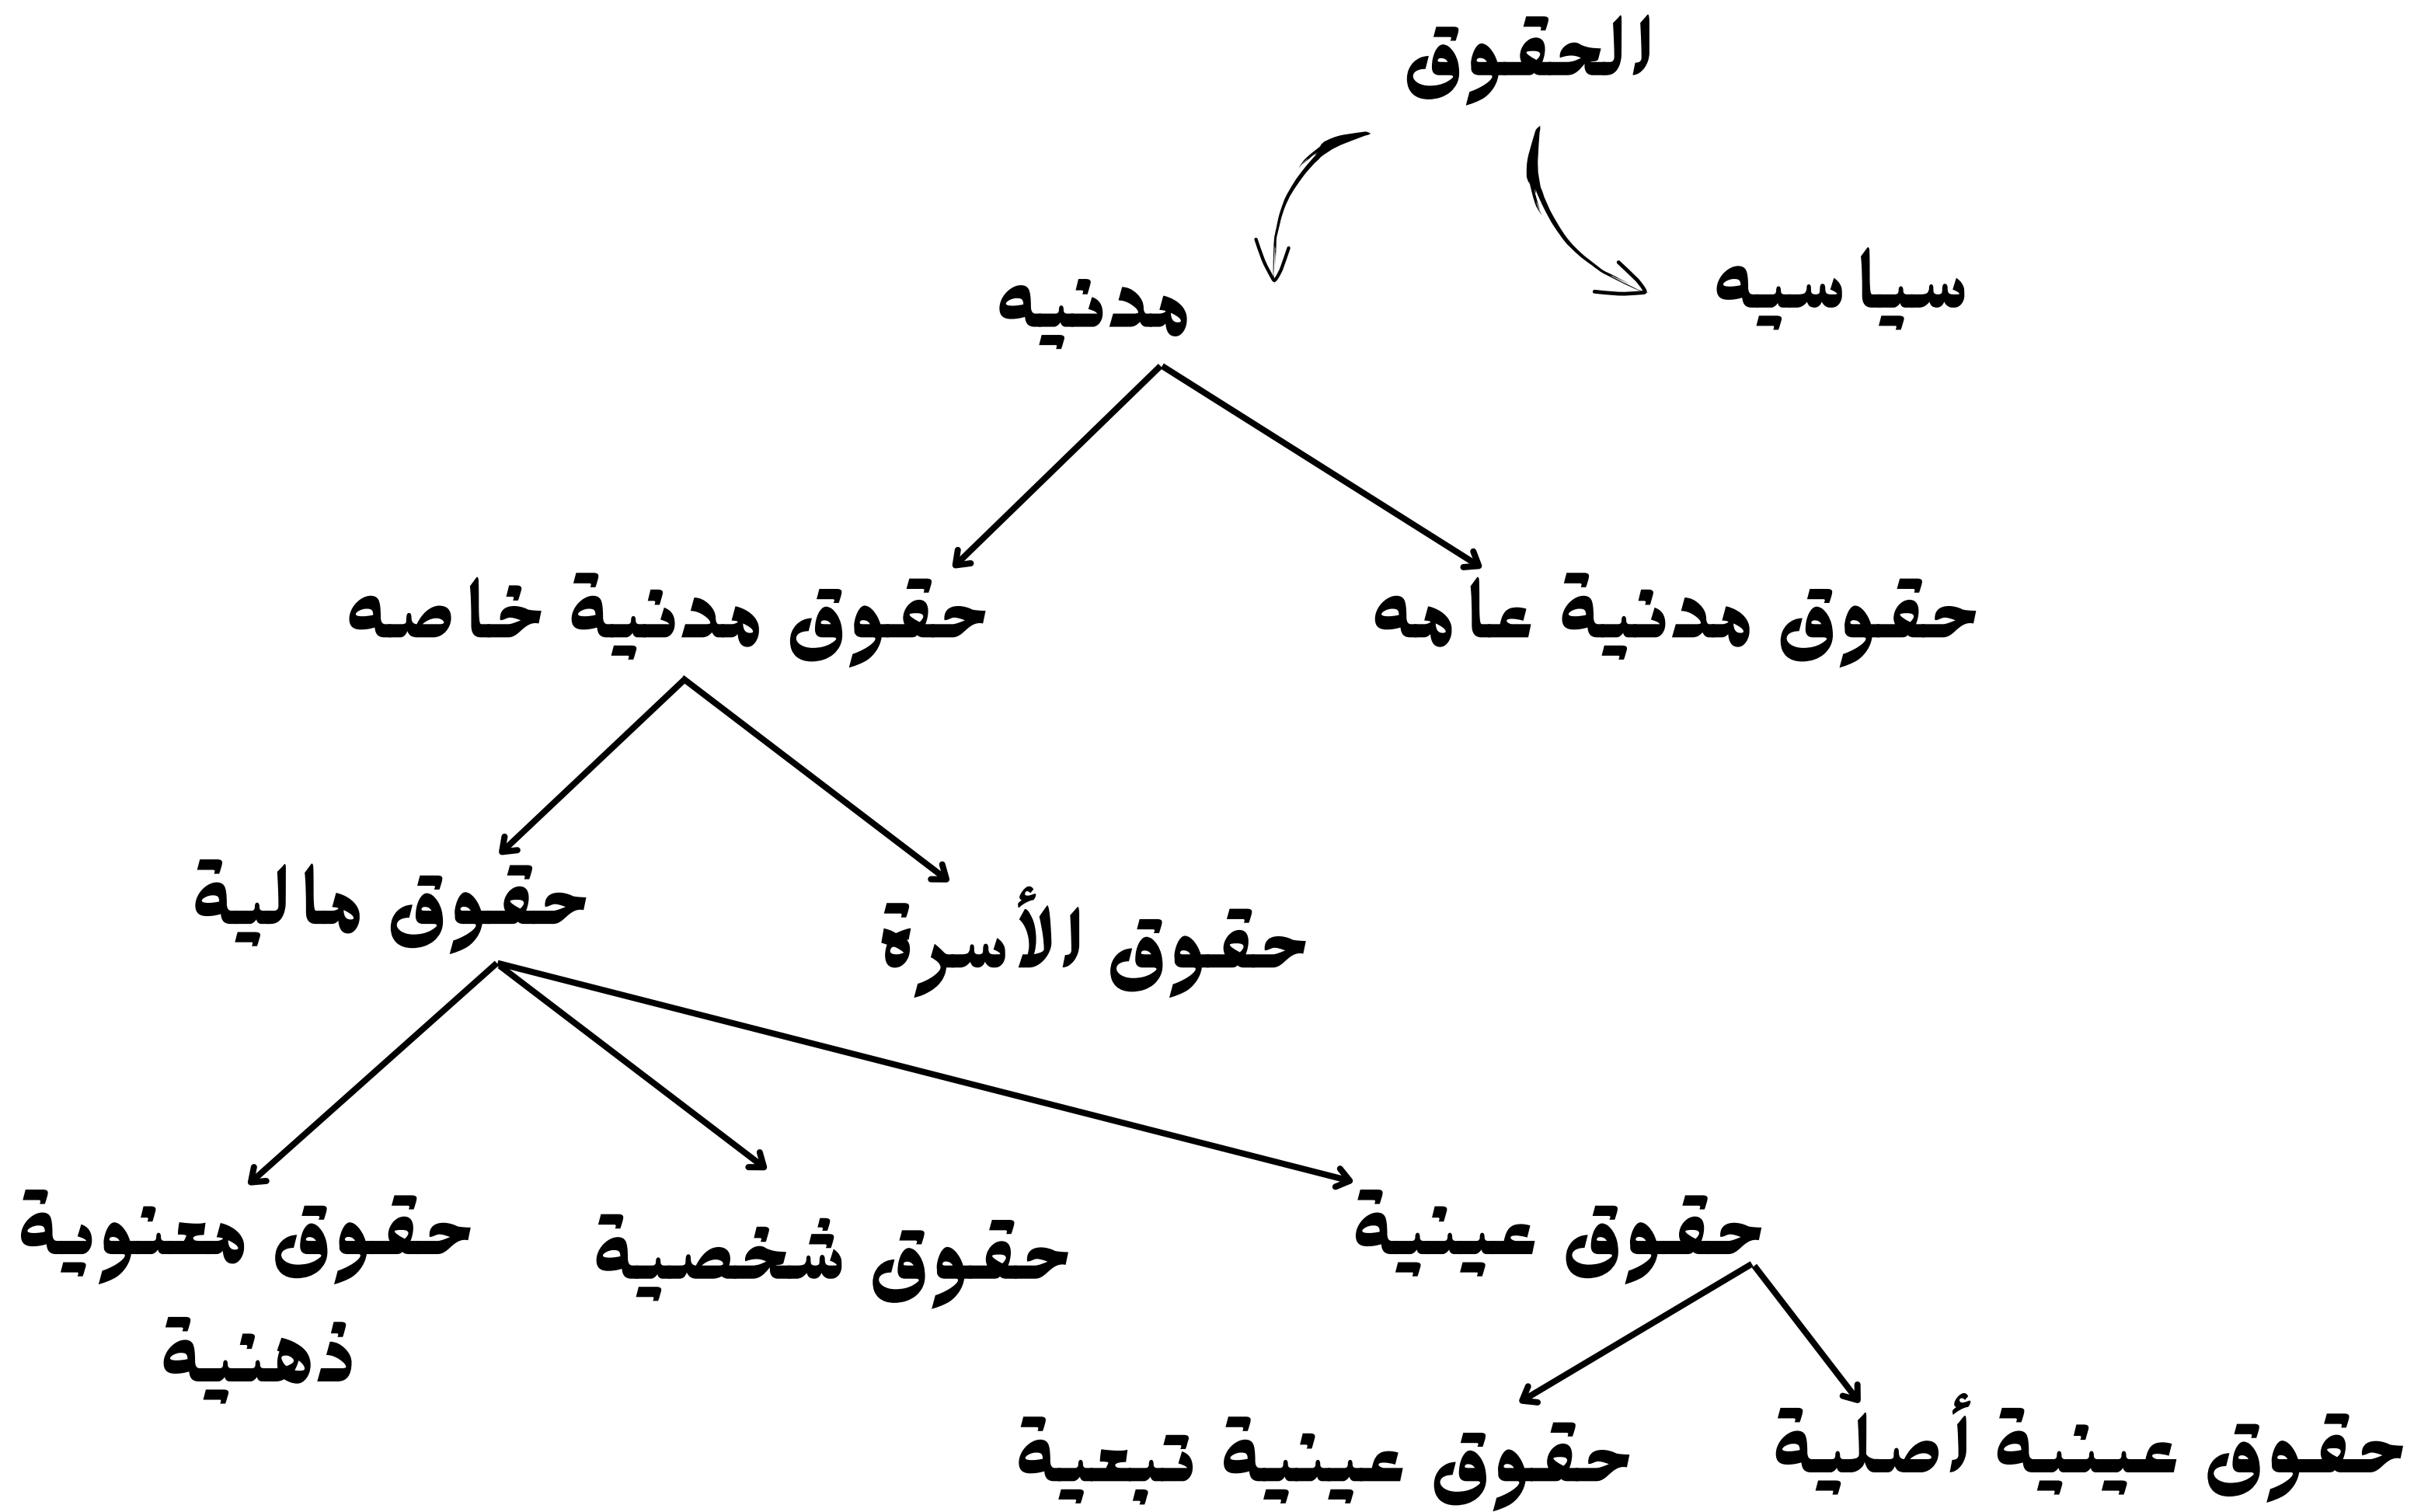 الحقوق
سياسيه
مدنيه
حقوق مدنية عامه
حقوق مدنية خاصه
حقوق الأسرة
حقوق مالية
حقوق عينية
حقوق شخصية
حقوق معنوية
ذهنية
حقوق عينية أصلية
حقوق عينية تبعية